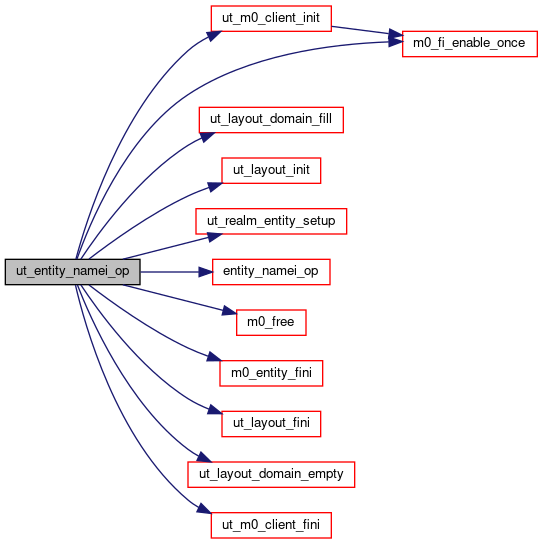 ut_m0_client_init
m0_fi_enable_once
ut_layout_domain_fill
ut_layout_init
ut_realm_entity_setup
ut_entity_namei_op
entity_namei_op
m0_free
m0_entity_fini
ut_layout_fini
ut_layout_domain_empty
ut_m0_client_fini